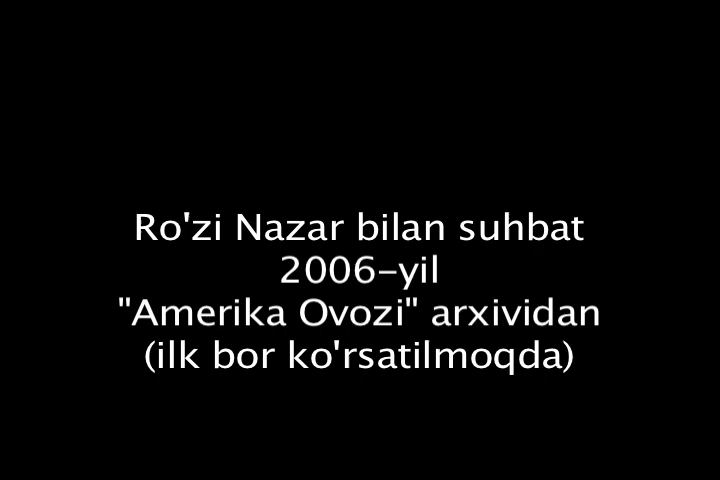 Ro'zi Nazar bilan suhbat
2006-yil
"Amerika Ovozi" arxividan
(ilk bor ko'rsatilmoqda)